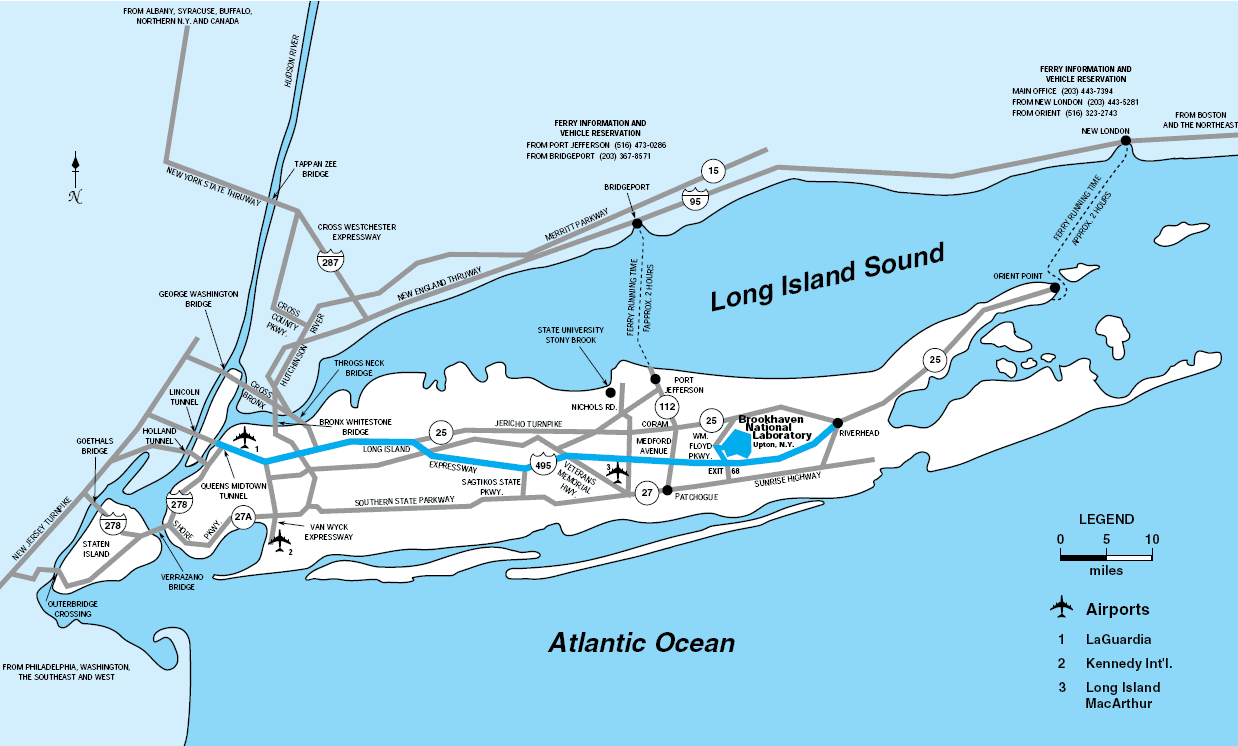 FROM ALBANY, SYRACUSE, BUFFALO,
NORTHERN N.Y. AND CANADA
HUDSON RIVER
FERRY INFORMATION AND
VEHICLE RESERVATION
MAIN OFFICE (203) 443-7394
FROM NEW LONDON (203) 443-5281
FROM ORIENT (516) 323-2743
FROM BOSTON
AND THE NORTHEAST
NEW LONDON
FERRY INFORMATION AND
VEHICLE RESERVATION
FROM PORT JEFFERSON (516) 473-0286
FROM BRIDGEPORT (203) 367-8571
N
NEW YORK STATE THRUWAY
TAPPAN ZEE
BRIDGE
15
95
BRIDGEPORT
MERRITT PARKWAY
CROSS WESTCHESTER
EXPRESSWAY
287
FERRY RUNNING TIME
APPROX. 2 HOURS
Long Island Sound
ORIENT POINT
NEW ENGLAND THRUWAY
GEORGE WASHINGTON
BRIDGE
CROSS
COUNTY
PKWY.
HUTCHINSON
RIVER
FERRY RUNNING TIME
FAPPROX. 2 HOURS
STATE UNIVERSITY
STONY BROOK
THROGS NECK
BRIDGE
25
CROSS
BRONX
LINCOLN
TUNNEL
PORT
JEFFERSON
NICHOLS RD.
112
HOLLAND
TUNNEL
GOETHALS
BRIDGE
1
BRONX WHITESTONE
BRIDGE
25
JERICHO TURNPIKE
CORAM
25
Brookhaven
National
Laboratory
Upton, N.Y.
RIVERHEAD
MEDFORD
AVENUE
WM.
FLOYD
PKWY.
LONG ISLAND
EXPRESSWAY
495
VETERANS
MEMORIAL
HWY.
3
EXIT 68
SUNRISE HIGHWAY
QUEENS MIDTOWN
TUNNEL
SAGTIKOS STATE
PKWY.
27
PATCHOGUE
SOUTHERN STATE PARKWAY
278
27A
278
SHORE
PKWY.
NEW JERSEY TURNPIKE
STATEN
ISLAND
VAN WYCK
EXPRESSWAY
2
VERRAZANO
BRIDGE
OUTERBRIDGE
CROSSING
Atlantic Ocean
FROM PHILADELPHIA, WASHINGTON,
THE SOUTHEAST AND WEST
LEGEND
0 5 10
miles
Airports
1 LaGuardia
2 Kennedy Int'l.
3 Long Island
MacArthur